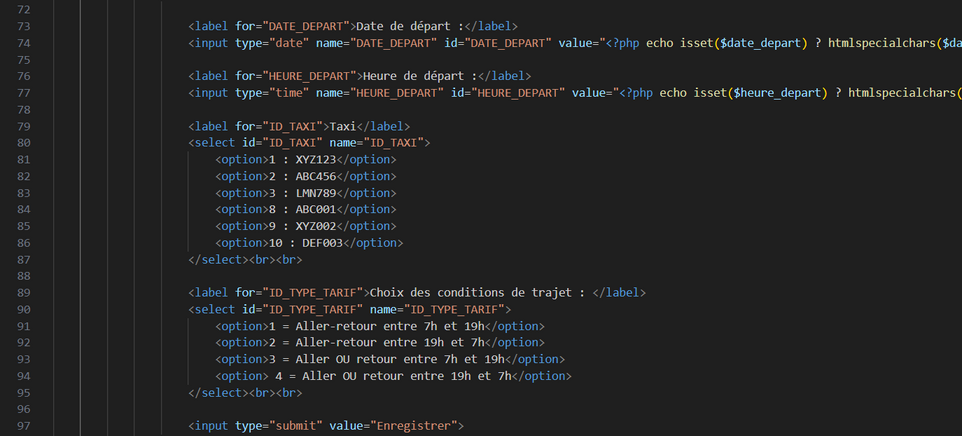 72
73 <label for="DATE_DEPART">Date de départ :</label>
74 <input type="date" name="DATE_DEPART" id="DATE_DEPART" value="<?php echo isset($date_depart) ? htmlspecialchars($da
75
76 <label for="HEURE_DEPART">Heure de départ :</label>
77 <input type="time" name="HEURE_DEPART" id="HEURE_DEPART" value="<?php echo isset($heure_depart) ? htmlspecialchars(
78
79 <label for="ID_TAXI">Taxi</label>
80 <select id="ID_TAXI" name="ID_TAXI">
81 <option>1 : XYZ123</option>
82 <option>2 : ABC456</option>
83 <option>3 : LMN789</option>
84 <option>8 : ABC001</option>
85 <option>9 : XYZ002</option>
86 <option>10 : DEF003</option>
87 </select><br><br>
88
89 <label for="ID_TYPE_TARIF">Choix des conditions de trajet : </label>
90 <select id="ID_TYPE_TARIF" name="ID_TYPE_TARIF">
91 <option>1 = Aller-retour entre 7h et 19h</option>
92 <option>2 = Aller-retour entre 19h et 7h</option>
93 <option>3 = Aller OU retour entre 7h et 19h</option>
94 <option> 4 = Aller OU retour entre 19h et 7h</option>
95 </select><br><br>
96
97 <input type="submit" value="Enregistrer">